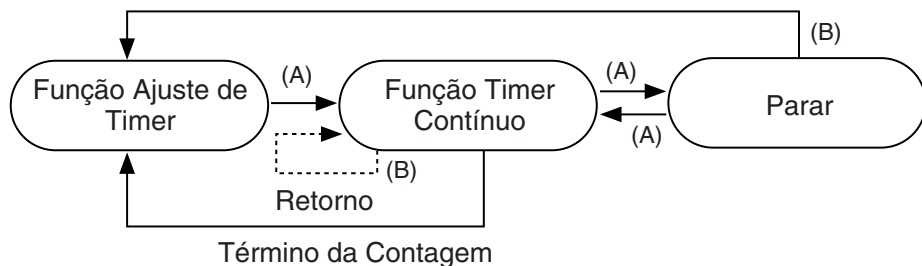 (B)
Função Ajuste de
Timer
(A)
Função Timer
Contínuo
(A)
(A)
Parar
(B)
Retorno
Término da Contagem